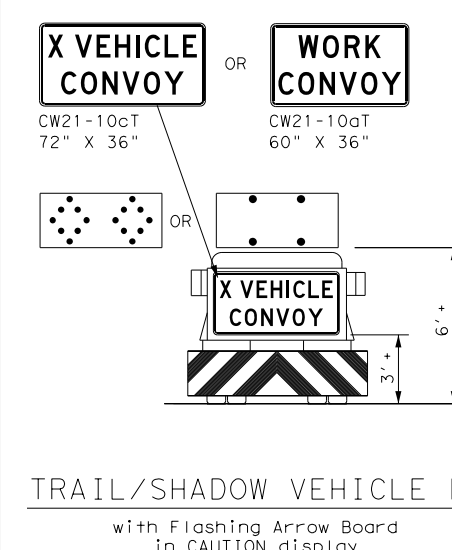 X VEHICLE
CONVOY
OR
WORK
CONVOY
CW21-10cT
72" X 36"
CW21-10aT
60" X 36"
OR
X VEHICLE
CONVOY
6'+
3'+
TRAIL/SHADOW VEHICLE
with Flashing Arrow Board
in CAUTION display